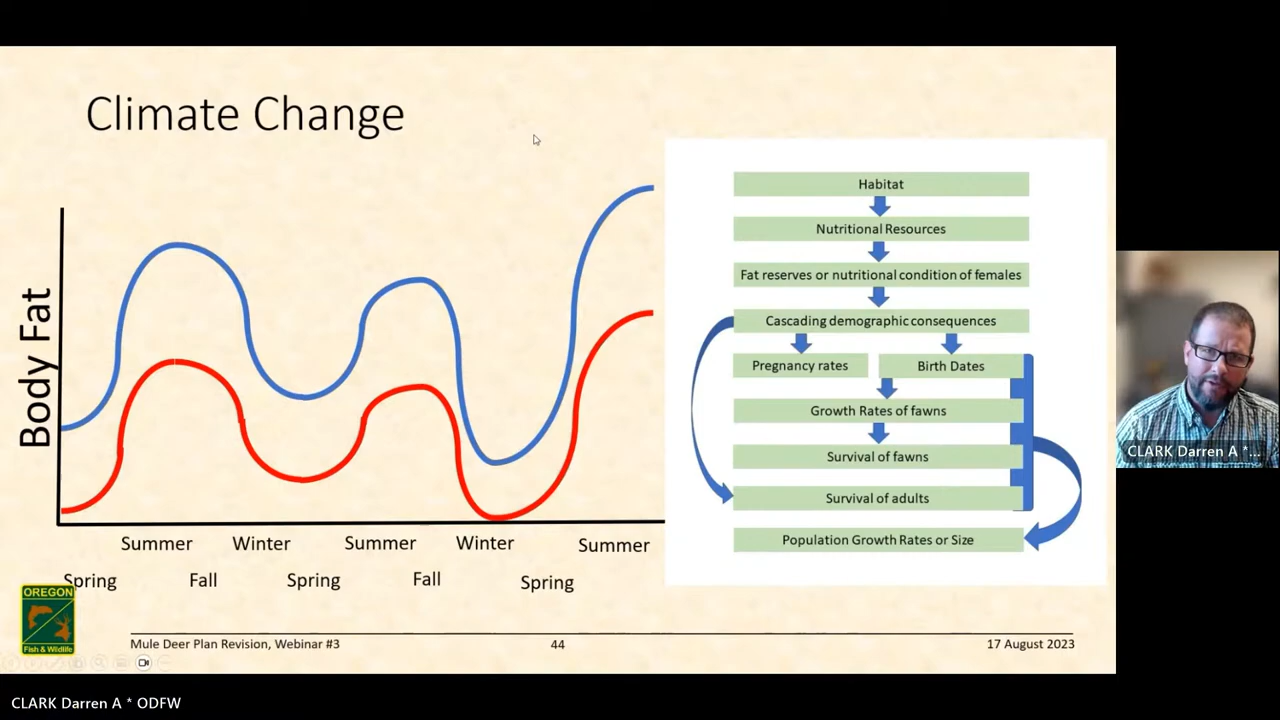 Climate Change
Body Fat
Summer Winter Summer Winter Summer
Spring Fall Spring Fall Spring
Habitat
Nutritional Resources
Fat reserves or nutritional condition of females
Cascading demographic consequences
Pregnancy rates
Birth Dates
Growth Rates of fawns
Survival of fawns
Survival of adults
Population Growth Rates or Size
OREGON
Fish & Wildlife
Mule Deer Plan Revision, Webinar #3
44
17 August 2023
CLARK Darren A *...
CLARK Darren A * ODFW